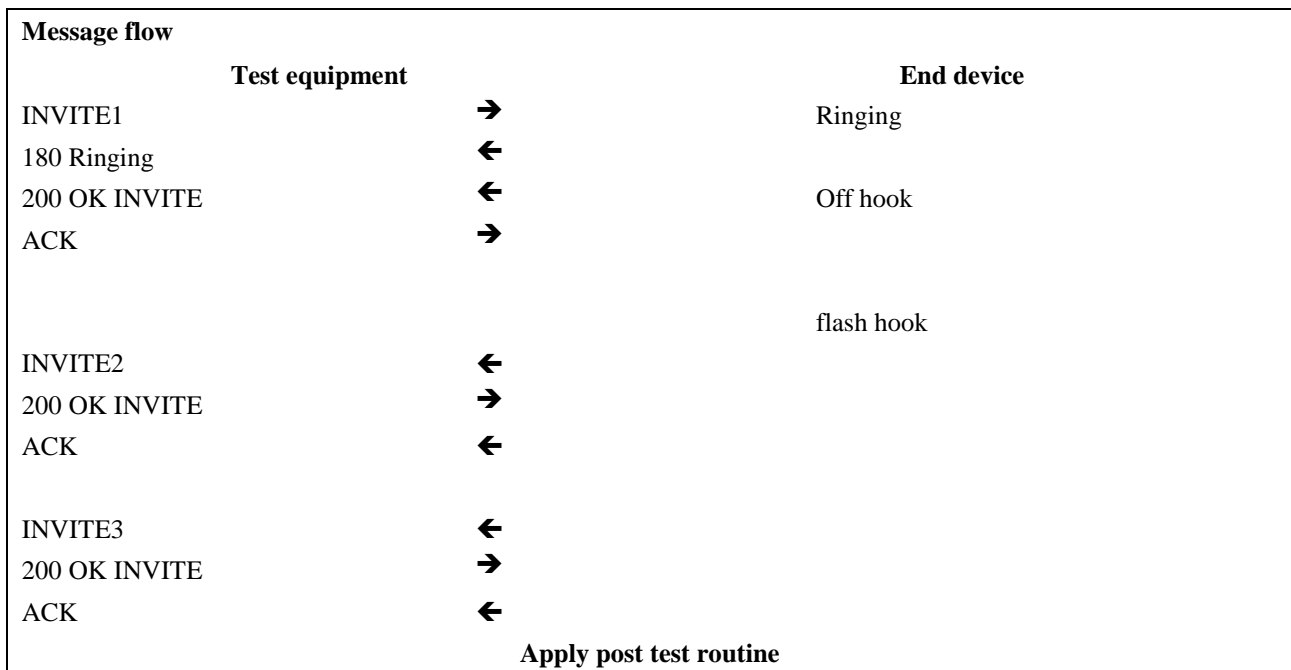 Message flow
Test equipment End device
INVITE1 ➔ Ringing
180 Ringing 🡨
200 OK INVITE 🡨 Off hook
ACK ➔
flash hook
INVITE2 🡨
200 OK INVITE ➔
ACK 🡨
INVITE3 🡨
200 OK INVITE ➔
ACK 🡨
Apply post test routine